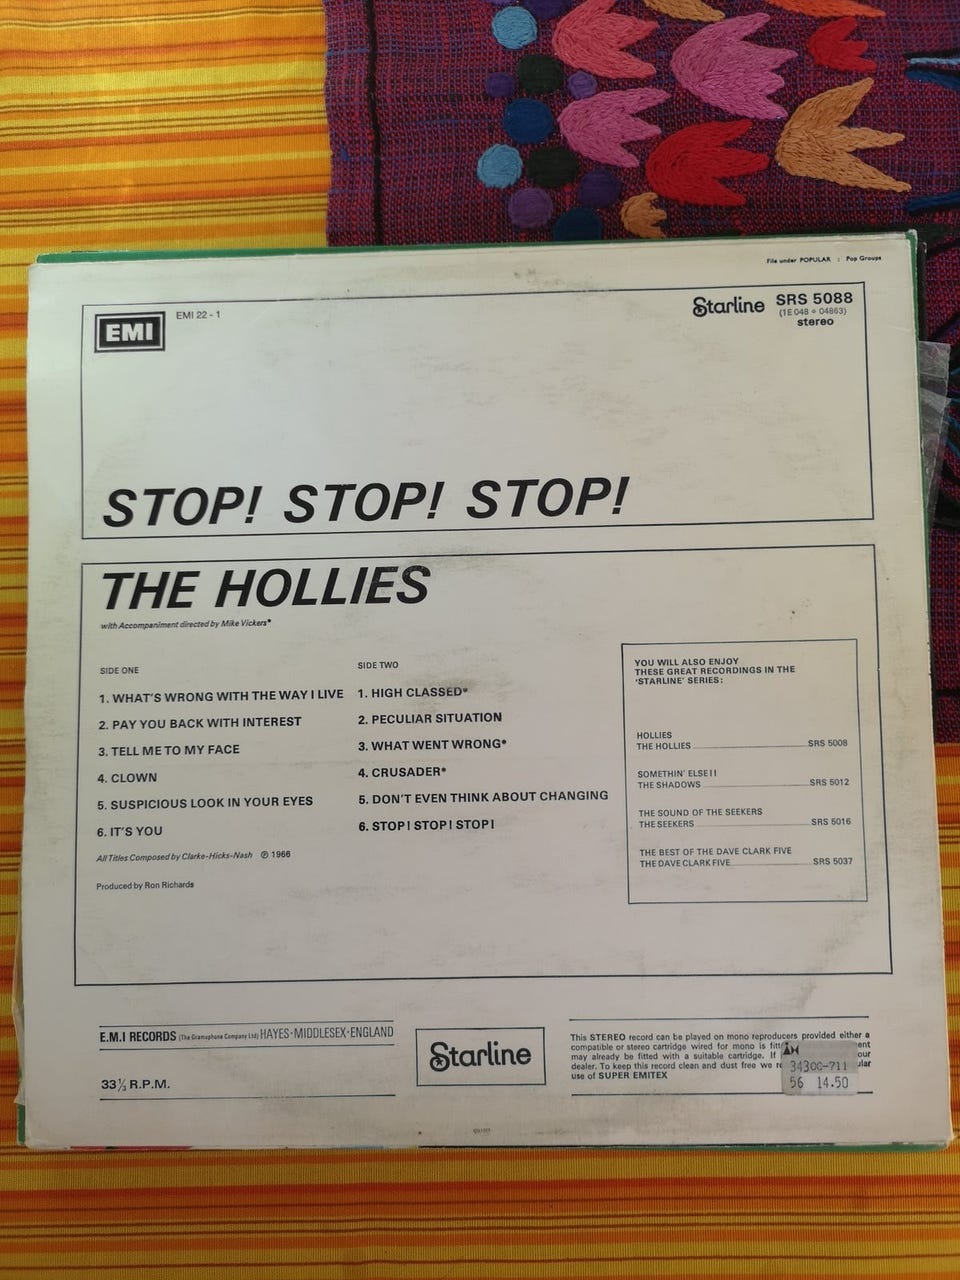 File under POPULAR : Pop Groups
EMI
EMI 22 - 1
Starline
SRS 5088
(1E 048 o 04863)
stereo
STOP! STOP! STOP!
THE HOLLIES
with Accompaniment directed by Mike Vickers*
SIDE ONE
1. WHAT'S WRONG WITH THE WAY I LIVE
2. PAY YOU BACK WITH INTEREST
3. TELL ME TO MY FACE
4. CLOWN
5. SUSPICIOUS LOOK IN YOUR EYES
6. IT'S YOU
All Titles Composed by Clarke-Hicks-Nash ℗ 1966
Produced by Ron Richards
SIDE TWO
1. HIGH CLASSED*
2. PECULIAR SITUATION
3. WHAT WENT WRONG*
4. CRUSADER*
5. DON'T EVEN THINK ABOUT CHANGING
6. STOP! STOP! STOP!
YOU WILL ALSO ENJOY
THESE GREAT RECORDINGS IN THE
'STARLINE' SERIES:
HOLLIES
THE HOLLIES SRS 5008
SOMETHIN' ELSE!!
THE SHADOWS SRS 5012
THE SOUND OF THE SEEKERS
THE SEEKERS SRS 5016
THE BEST OF THE DAVE CLARK FIVE
THE DAVE CLARK FIVE SRS 5037
E.M.I RECORDS (The Gramophone Company Ltd) HAYES·MIDDLESEX·ENGLAND
33⅓ R.P.M.
Starline
This STEREO record can be played on mono reproducers provided either a
compatible or stereo cartridge wired for mono is
may already be fitted with a suitable cartridge. If
dealer. To keep this record clean and dust free we
use of SUPER EMITEX
34300-711
56 14.50